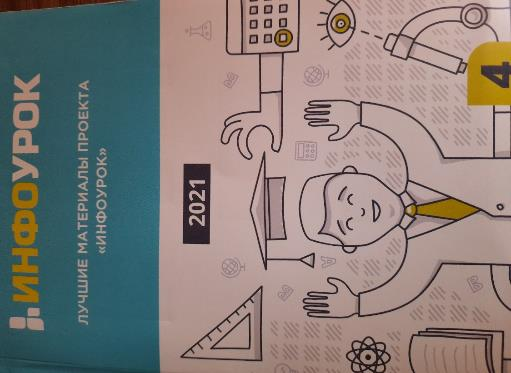 ИНФОУРОК
ЛУЧШИЕ МАТЕРИАЛЫ ПРОЕКТА
«ИНФОУРОК»
2021
4